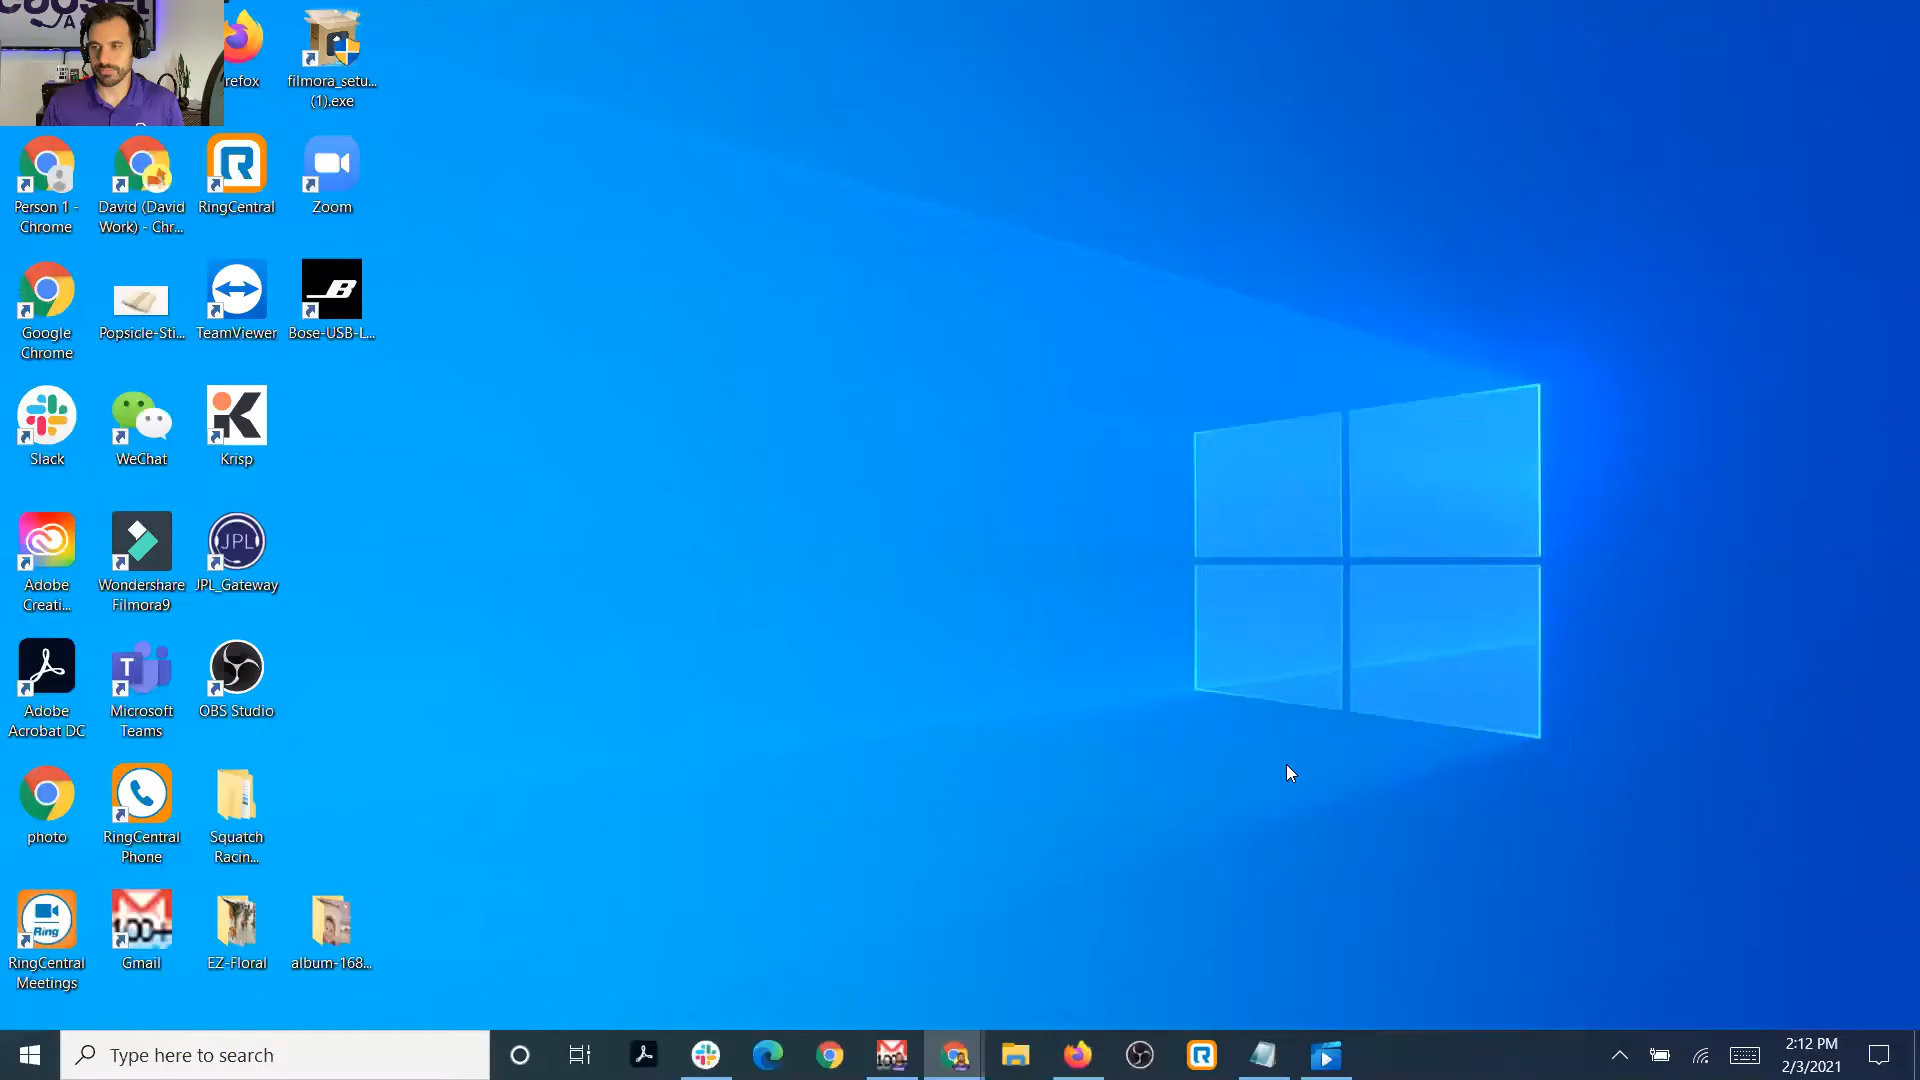 refox
filmora_setu...
(1).exe
Person 1 -
Chrome
David (David
Work) - Chr...
RingCentral
Zoom
Google
Chrome
Popsicle-Sti...
TeamViewer
Bose-USB-L...
Slack
WeChat
Krisp
Adobe
Creati...
Wondershare
Filmora9
JPL
JPL_Gateway
Adobe
Acrobat DC
Microsoft
Teams
OBS Studio
photo
RingCentral
Phone
Squatch
Racin...
Ring
RingCentral
Meetings
100+
Gmail
EZ-Floral
album-168...
Type here to search
2:12 PM
2/3/2021